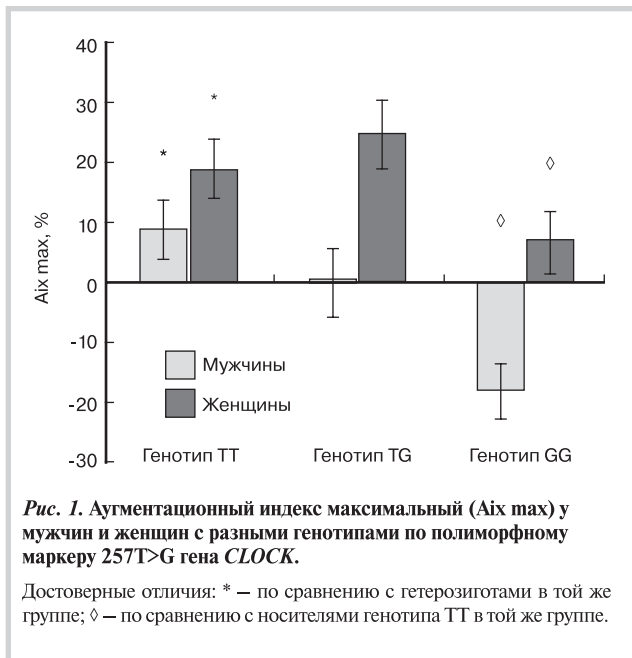 40
30
20
10
0
-10
-20
-30
Aix max, %
*
*
◊
◊
Мужчины
Женщины
Генотип ТТ
Генотип TG
Генотип GG
Рис. 1. Аугментационный индекс максимальный (Aix max) у
мужчин и женщин с разными генотипами по полиморфному
маркеру 257T>G гена CLOCK.
Достоверные отличия: * — по сравнению с гетерозиготами в той же
группе; ◊ — по сравнению с носителями генотипа ТТ в той же группе.